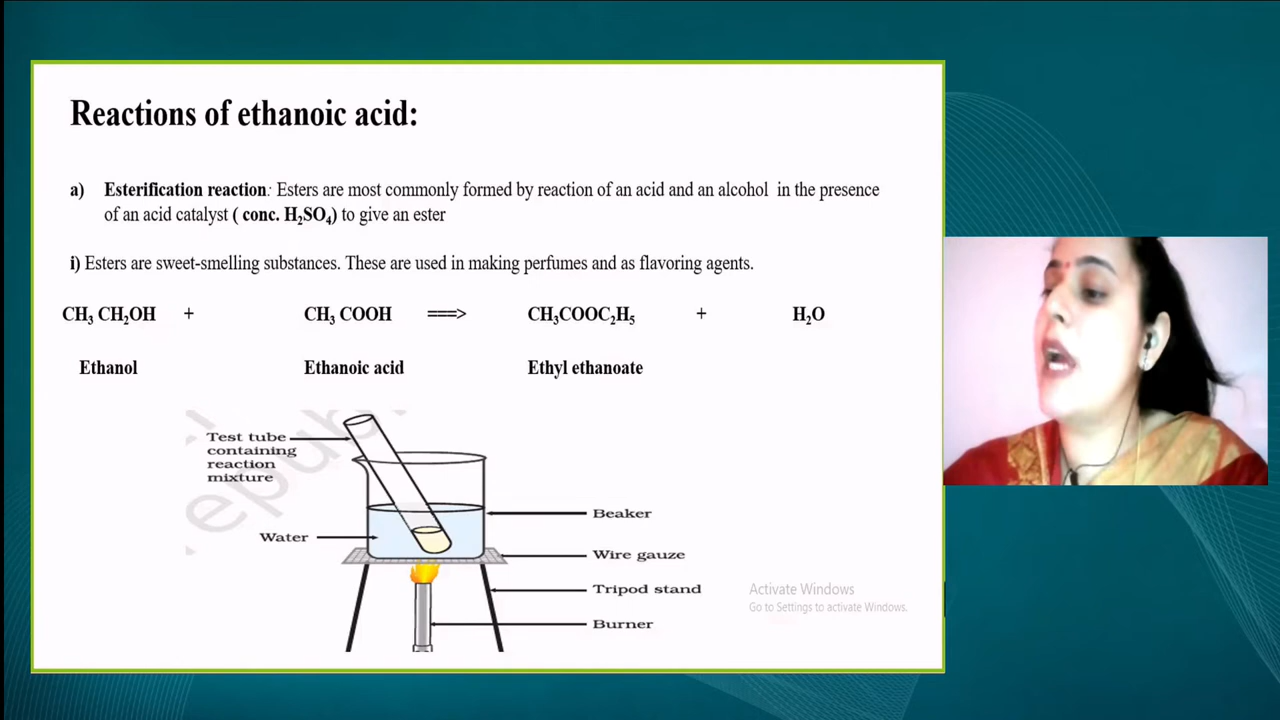 Reactions of ethanoic acid:
a) Esterification reaction: Esters are most commonly formed by reaction of an acid and an alcohol in the presence
of an acid catalyst ( conc. H₂SO₄) to give an ester
i) Esters are sweet-smelling substances. These are used in making perfumes and as flavoring agents.
CH₃ CH₂OH + CH₃ COOH ===> CH₃COOC₂H₅ + H₂O
Ethanol Ethanoic acid Ethyl ethanoate
Test tube
containing
reaction
mixture
Water
Beaker
Wire gauze
Tripod stand
Burner
Activate Windows
Go to Settings to activate Windows.